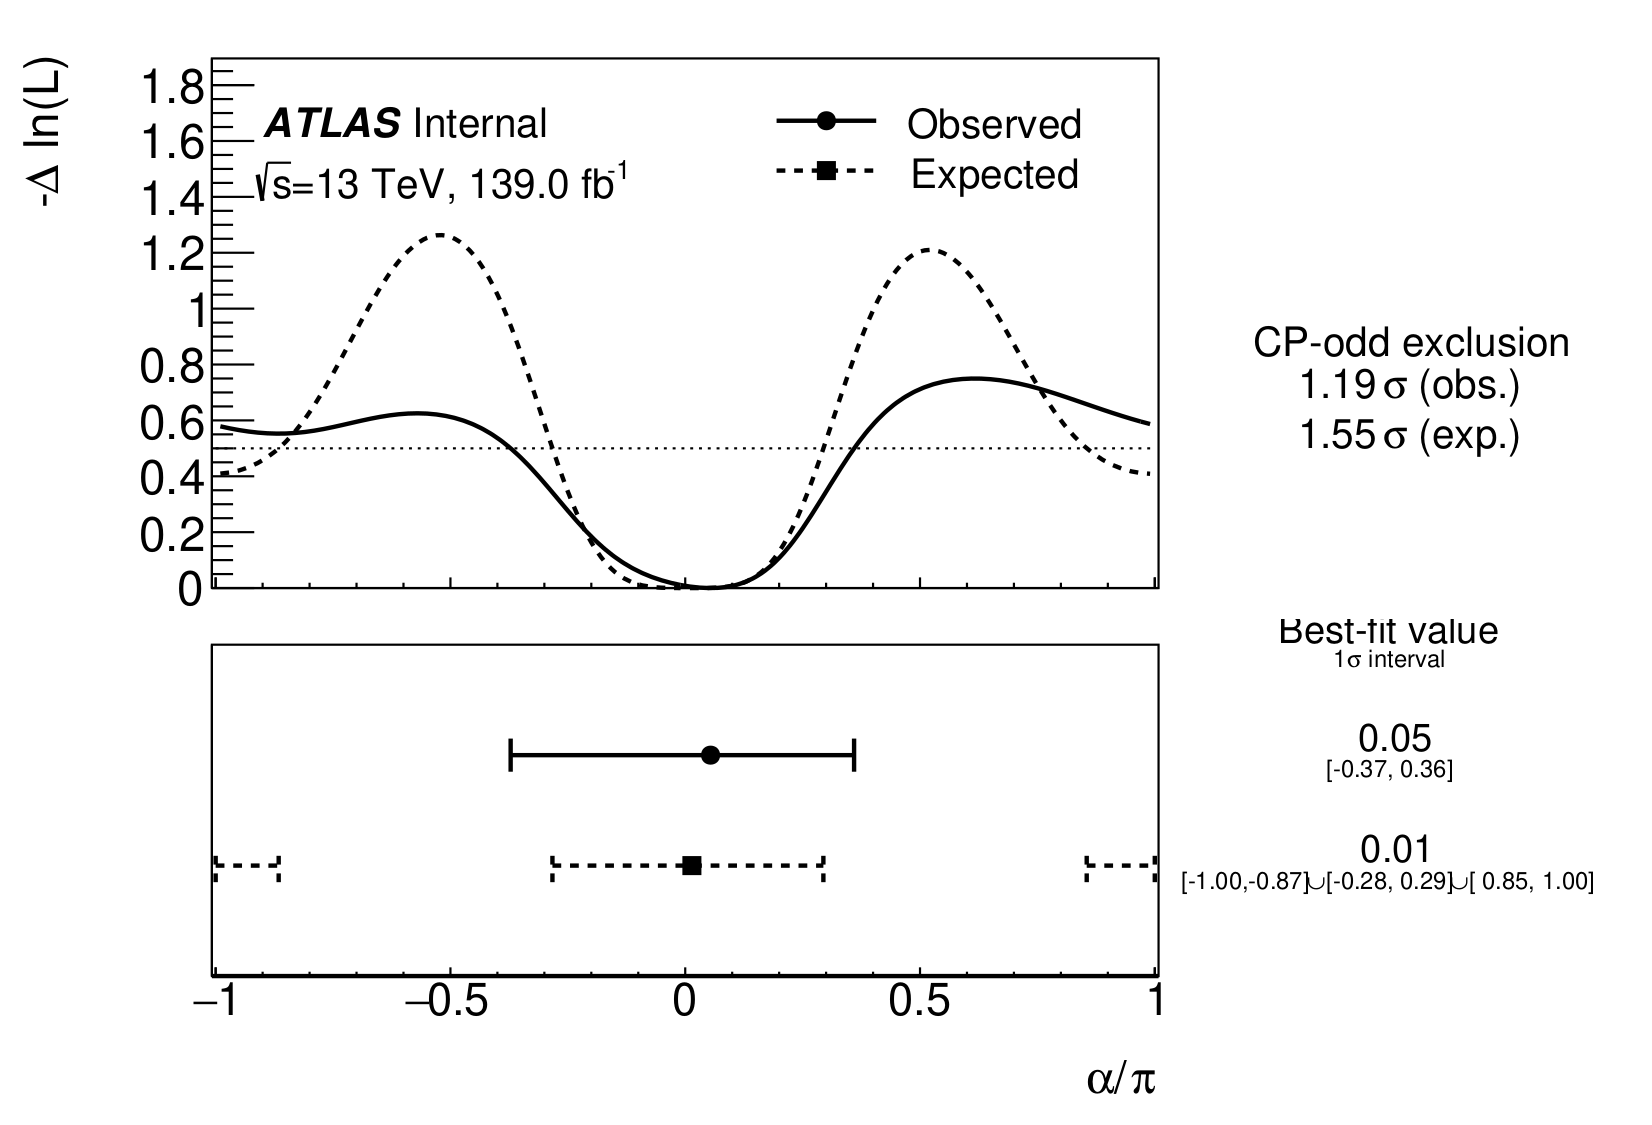 -Δ ln(L)
1.8
1.6
1.4
1.2
1
0.8
0.6
0.4
0.2
0
ATLAS Internal
√s=13 TeV, 139.0 fb-1
Observed
Expected
CP-odd exclusion
1.19 σ (obs.)
1.55 σ (exp.)
Best-fit value
1σ interval
0.05
[-0.37, 0.36]
0.01
[-1.00,-0.87]∪[-0.28, 0.29]∪[ 0.85, 1.00]
−1 −0.5 0 0.5 1
α/π